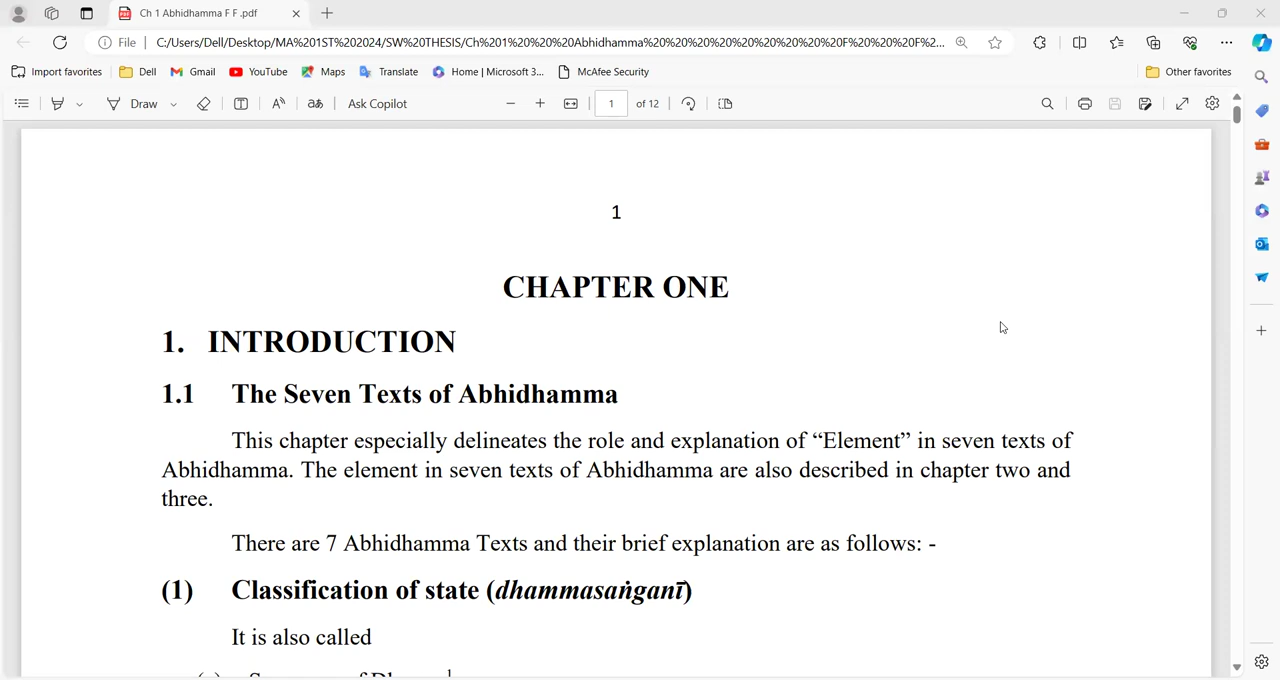 Ch 1 Abhidhamma F F .pdf
File
C:/Users/Dell/Desktop/MA%201ST%202024/SW%20THESIS/Ch%201%20%20%20Abhidhamma%20%20%20%20%20%20%20%20%20F%20%20%20F%2...
Import favorites Dell Gmail YouTube Maps Translate Home | Microsoft 3... McAfee Security Other favorites
Draw Ask Copilot 1 of 12
1
CHAPTER ONE
1. INTRODUCTION
1.1 The Seven Texts of Abhidhamma
This chapter especially delineates the role and explanation of “Element” in seven texts of
Abhidhamma. The element in seven texts of Abhidhamma are also described in chapter two and
three.
There are 7 Abhidhamma Texts and their brief explanation are as follows: -
(1) Classification of state (dhammasaṅganī)
It is also called